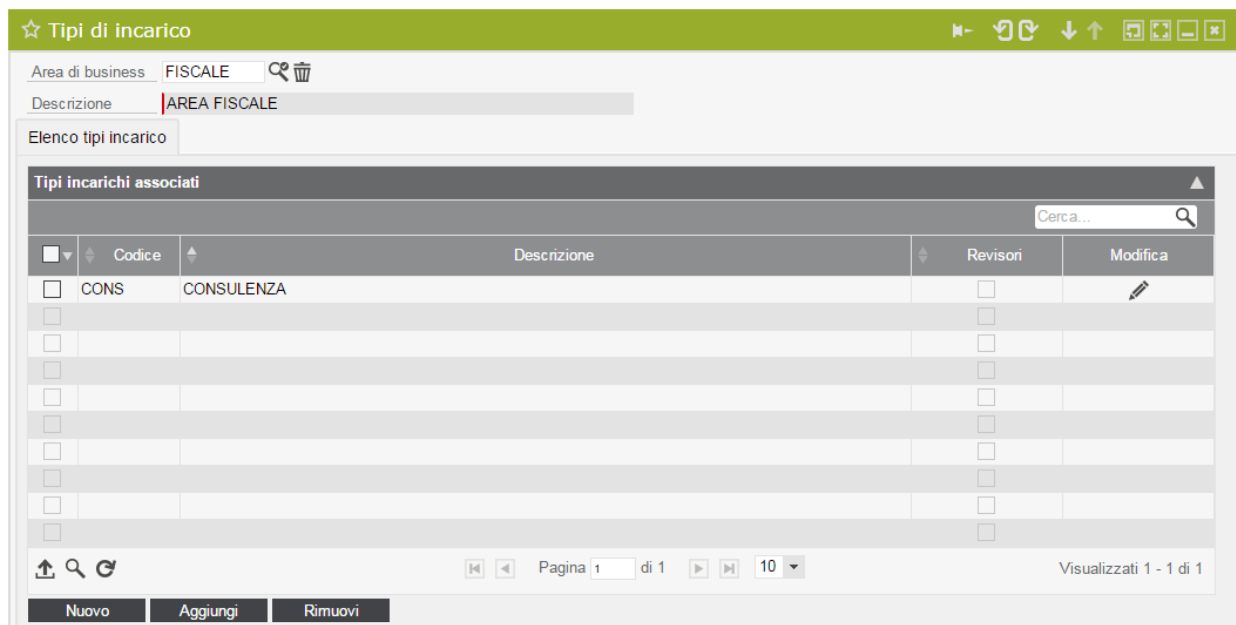 Tipi di incarico
Area di business FISCALE
Descrizione AREA FISCALE
Elenco tipi incarico
Tipi incarichi associati
Cerca...
Codice Descrizione Revisori Modifica
CONS CONSULENZA
Pagina 1 di 1 10 Visualizzati 1 - 1 di 1
Nuovo Aggiungi Rimuovi